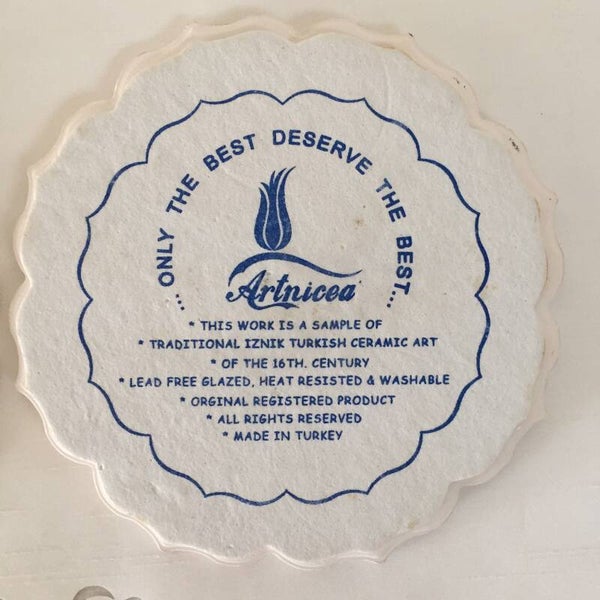 ...ONLY THE BEST DESERVE THE BEST...
Artnicea
* THIS WORK IS A SAMPLE OF
* TRADITIONAL IZNIK TURKISH CERAMIC ART
* OF THE 16TH. CENTURY
* LEAD FREE GLAZED, HEAT RESISTED & WASHABLE
* ORGINAL REGISTERED PRODUCT
* ALL RIGHTS RESERVED
* MADE IN TURKEY